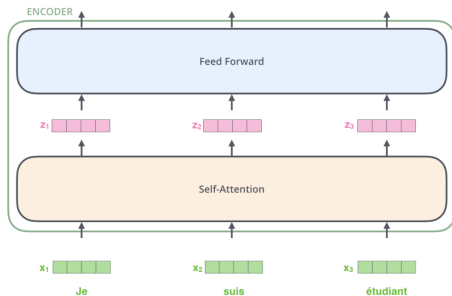 ENCODER
Feed Forward
z₁ z₂ z₃
Self-Attention
x₁ x₂ x₃
Je suis étudiant